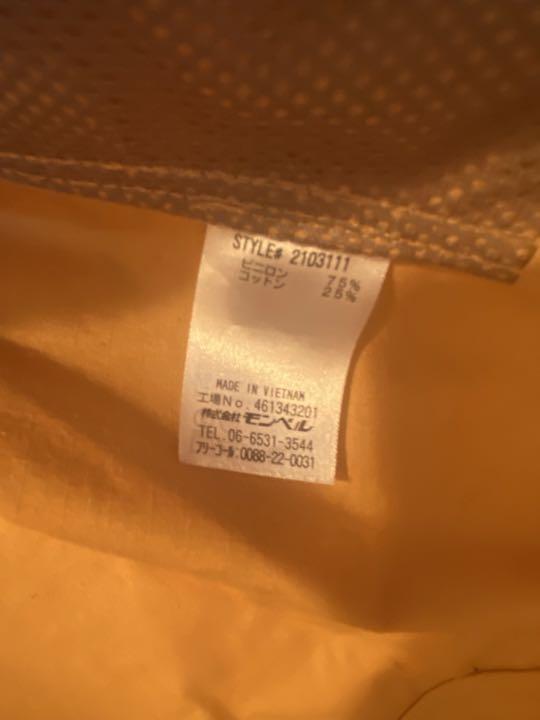 STYLE# 2103111
ビニロン 75%
コットン 25%
MADE IN VIETNAM
工場No. 461343201
株式会社モンベル
TEL.06-6531-3544
フリーコール:0088-22-0031